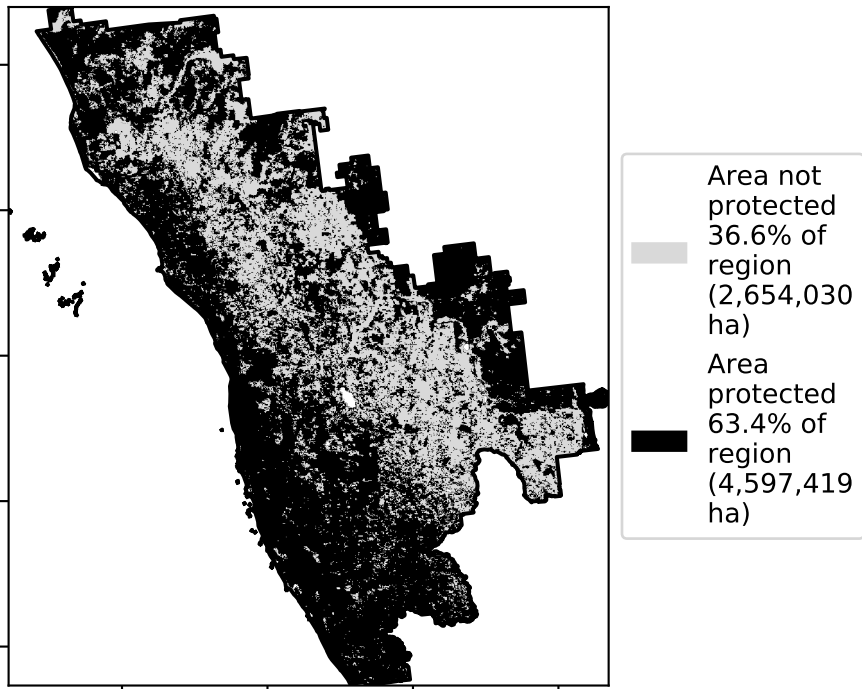 Area not
protected
36.6% of
region
(2,654,030
ha)
Area
protected
63.4% of
region
(4,597,419
ha)